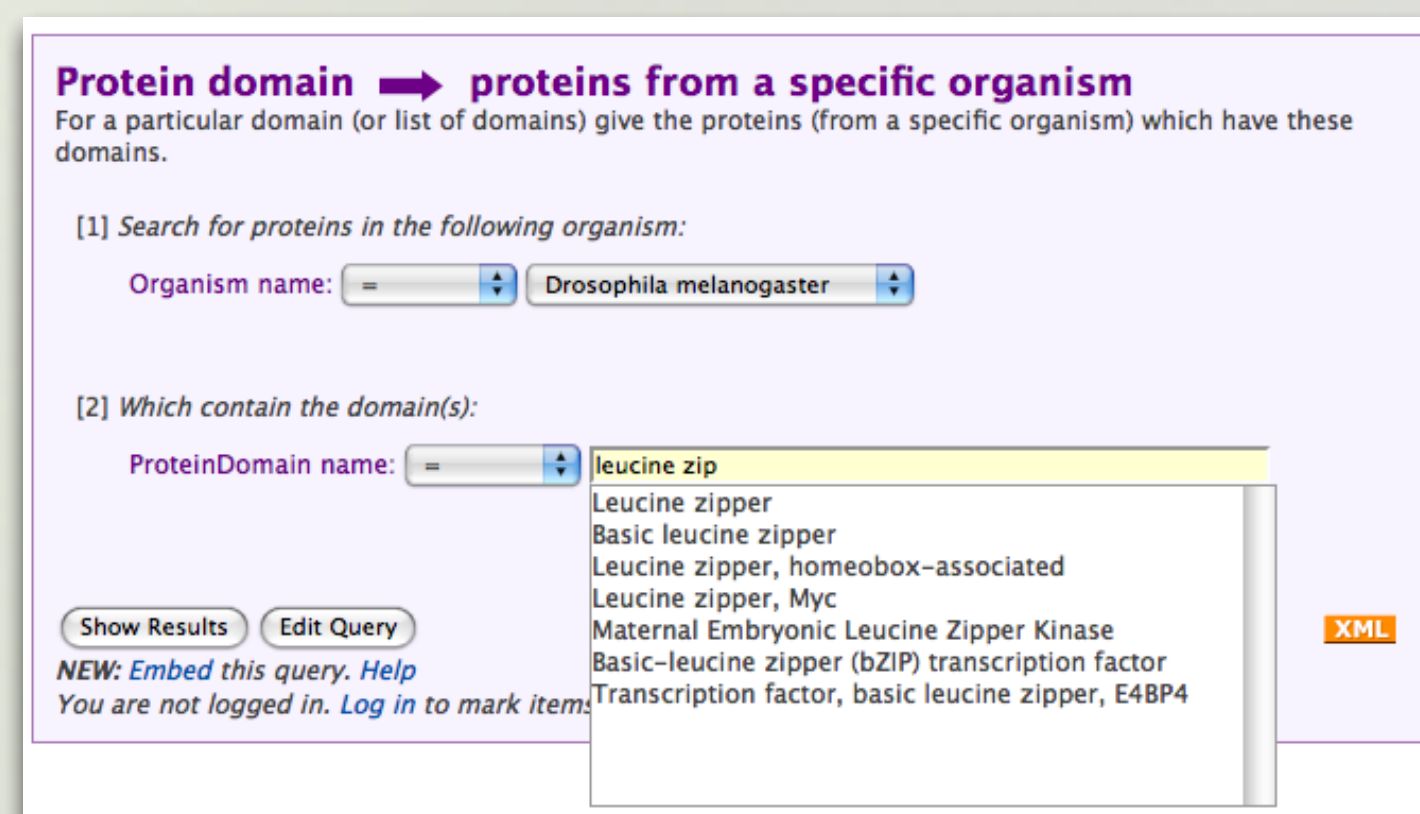 Protein domain → proteins from a specific organism
For a particular domain (or list of domains) give the proteins (from a specific organism) which have these
domains.
[1] Search for proteins in the following organism:
Organism name: = Drosophila melanogaster
[2] Which contain the domain(s):
ProteinDomain name: = leucine zip
Leucine zipper
Basic leucine zipper
Leucine zipper, homeobox-associated
Leucine zipper, Myc
Maternal Embryonic Leucine Zipper Kinase
Basic-leucine zipper (bZIP) transcription factor
Transcription factor, basic leucine zipper, E4BP4
Show Results Edit Query XML
NEW: Embed this query. Help
You are not logged in. Log in to mark items